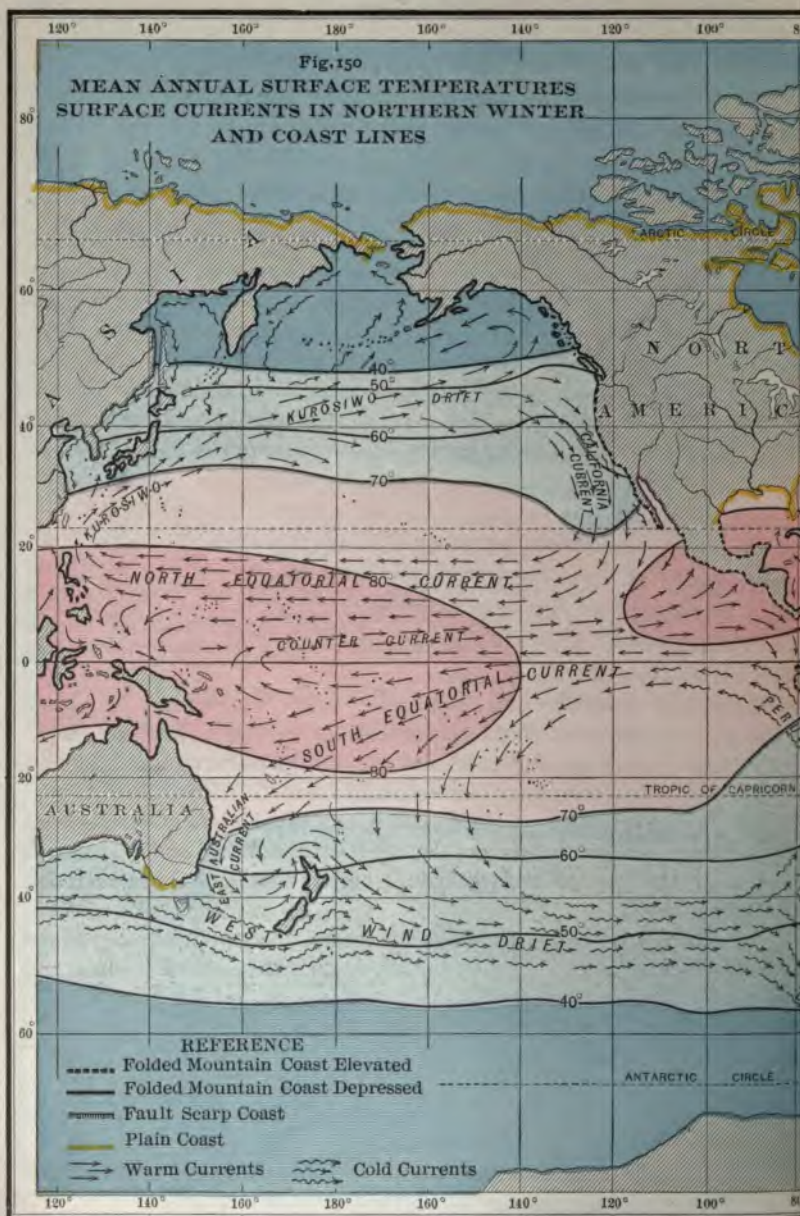 120° 140° 160° 180° 160° 140° 120° 100°
Fig. 150
MEAN ANNUAL SURFACE TEMPERATURES
SURFACE CURRENTS IN NORTHERN WINTER
AND COAST LINES
80°
ARCTIC CIRCLE
60°
A S I A
NORT
40°
50°
KUROSIWO DRIFT
AMERIC
40°
60°
CALIFORNIA
CURRENT
70°
KUROSIWO
20°
NORTH EQUATORIAL 80° CURRENT
COUNTER CURRENT
0
SOUTH EQUATORIAL CURRENT
PERU
80°
20°
TROPIC OF CAPRICORN
AUSTRALIA
70°
EAST AUSTRALIAN
CURRENT
60°
40°
WEST WIND DRIFT
50°
40°
60°
REFERENCE
Folded Mountain Coast Elevated
Folded Mountain Coast Depressed
ANTARCTIC CIRCLE
Fault Scarp Coast
Plain Coast
Warm Currents Cold Currents
120° 140° 160° 180° 160° 140° 120° 100°